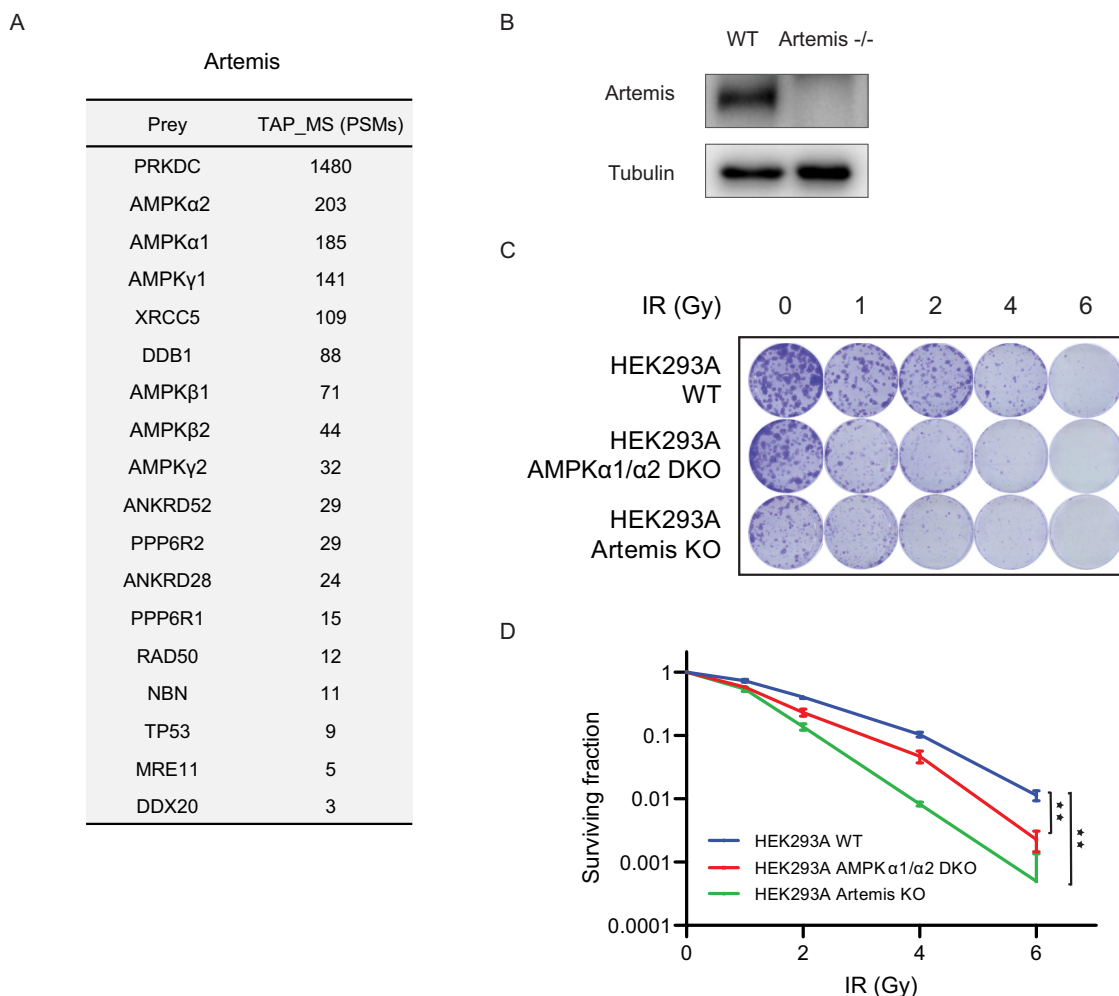 A
Artemis
Prey TAP_MS (PSMs)
PRKDC 1480
AMPKα2 203
AMPKα1 185
AMPKγ1 141
XRCC5 109
DDB1 88
AMPKβ1 71
AMPKβ2 44
AMPKγ2 32
ANKRD52 29
PPP6R2 29
ANKRD28 24
PPP6R1 15
RAD50 12
NBN 11
TP53 9
MRE11 5
DDX20 3
B
WT Artemis -/-
Artemis
Tubulin
C
IR (Gy) 0 1 2 4 6
HEK293A
WT
HEK293A
AMPKα1/α2 DKO
HEK293A
Artemis KO
D
Surviving fraction
1
0.1
0.01
0.001
0.0001
HEK293A WT
HEK293A AMPKα1/α2 DKO
HEK293A Artemis KO
**
**
0 2 4 6
IR (Gy)